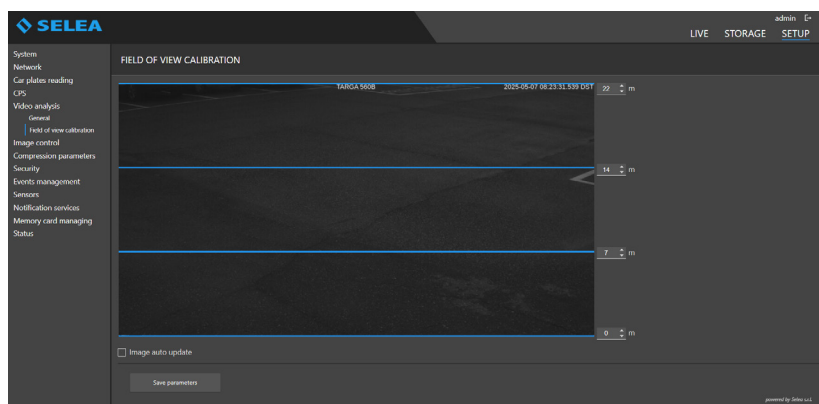 SELEA
admin
LIVE STORAGE SETUP
System
Network
Car plates reading
CPS
Video analysis
General
Field of view calibration
Image control
Compression parameters
Security
Events management
Sensors
Notification services
Memory card managing
Status
FIELD OF VIEW CALIBRATION
TARGA 560B 2025-05-07 08:23:31.539 DST
22 m
14 m
7 m
0 m
Image auto update
Save parameters
powered by Selea s.r.l.